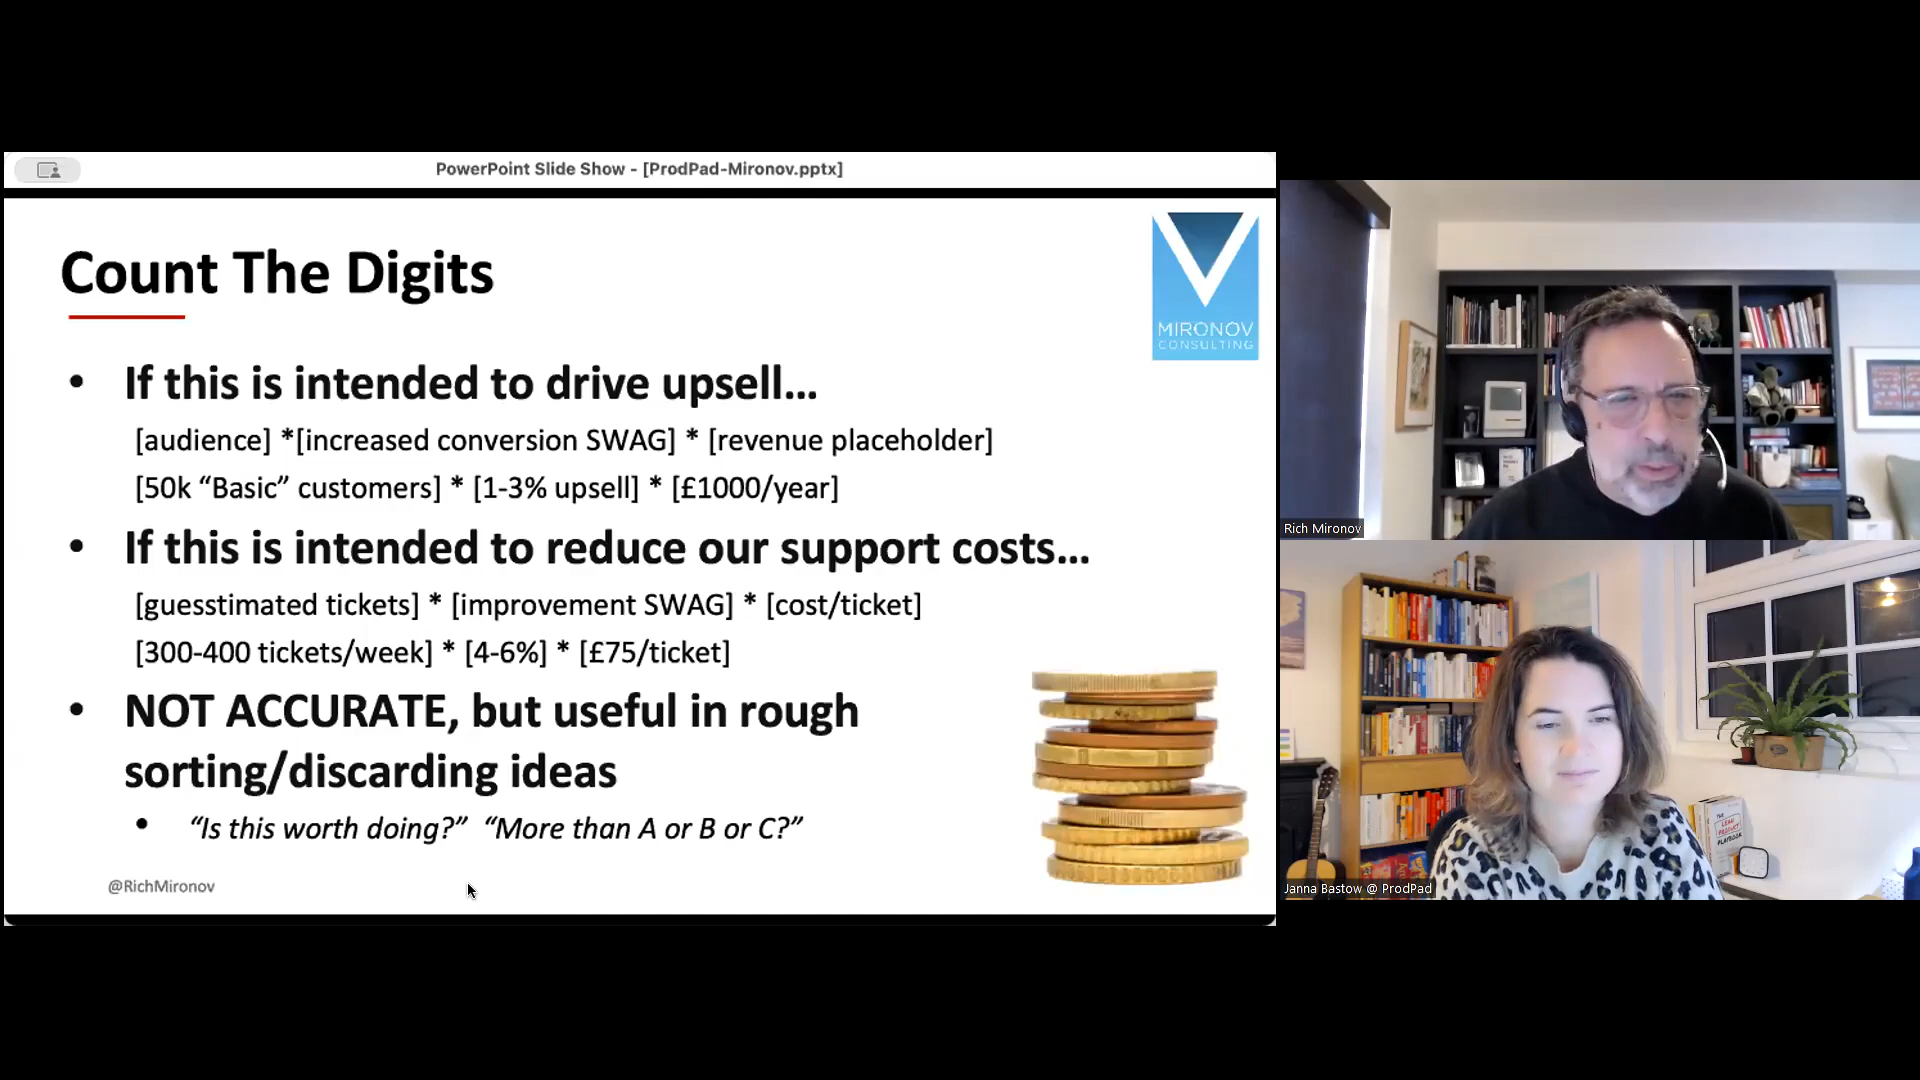 PowerPoint Slide Show - [ProdPad-Mironov.pptx]
Count The Digits
MIRONOV
CONSULTING
• If this is intended to drive upsell...
[audience] *[increased conversion SWAG] * [revenue placeholder]
[50k “Basic” customers] * [1-3% upsell] * [£1000/year]
• If this is intended to reduce our support costs...
[guesstimated tickets] * [improvement SWAG] * [cost/ticket]
[300-400 tickets/week] * [4-6%] * [£75/ticket]
• NOT ACCURATE, but useful in rough
sorting/discarding ideas
• “Is this worth doing?” “More than A or B or C?”
@RichMironov
Rich Mironov
THE
LEAN
PRODUCT
PLAYBOOK
Janna Bastow @ ProdPad